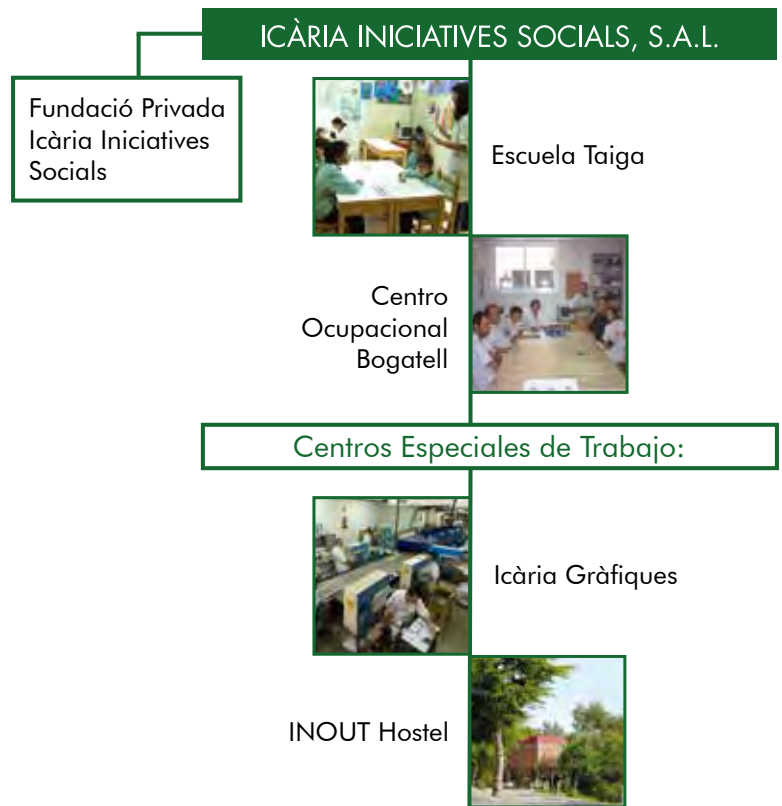 ICÀRIA INICIATIVES SOCIALS, S.A.L.
Fundació Privada
Icària Iniciatives
Socials
Escuela Taiga
Centro
Ocupacional
Bogatell
Centros Especiales de Trabajo:
Icària Gràfiques
INOUT Hostel